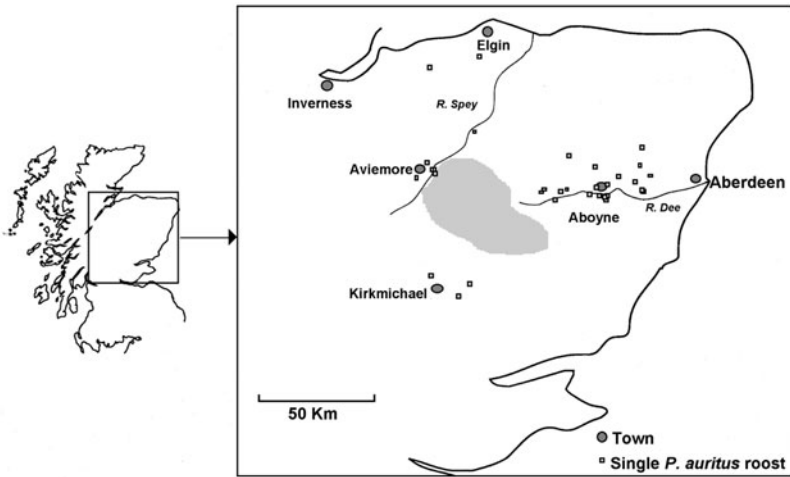 Elgin
Inverness
R. Spey
Aviemore
Aberdeen
R. Dee
Aboyne
Kirkmichael
50 Km
Town
Single P. auritus roost